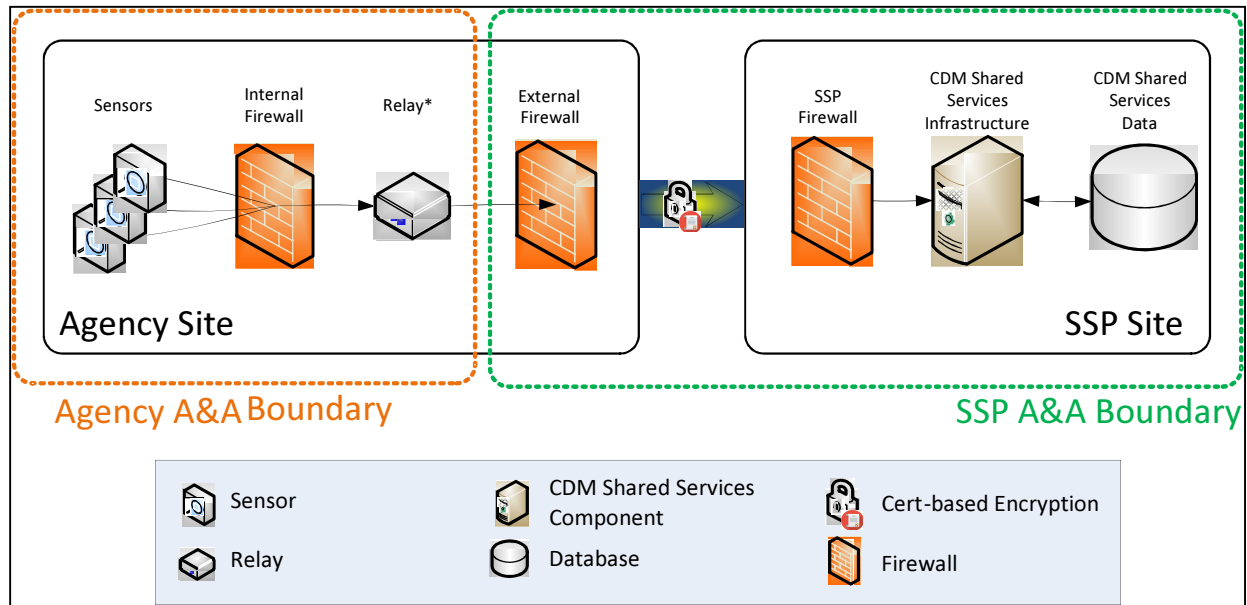 Sensors
Internal
Firewall
Relay*
External
Firewall
SSP
Firewall
CDM Shared
Services
Infrastructure
CDM Shared
Services
Data
Agency Site
SSP Site
Agency A&A Boundary
SSP A&A Boundary
Sensor
CDM Shared Services
Component
Cert-based Encryption
Relay
Database
Firewall